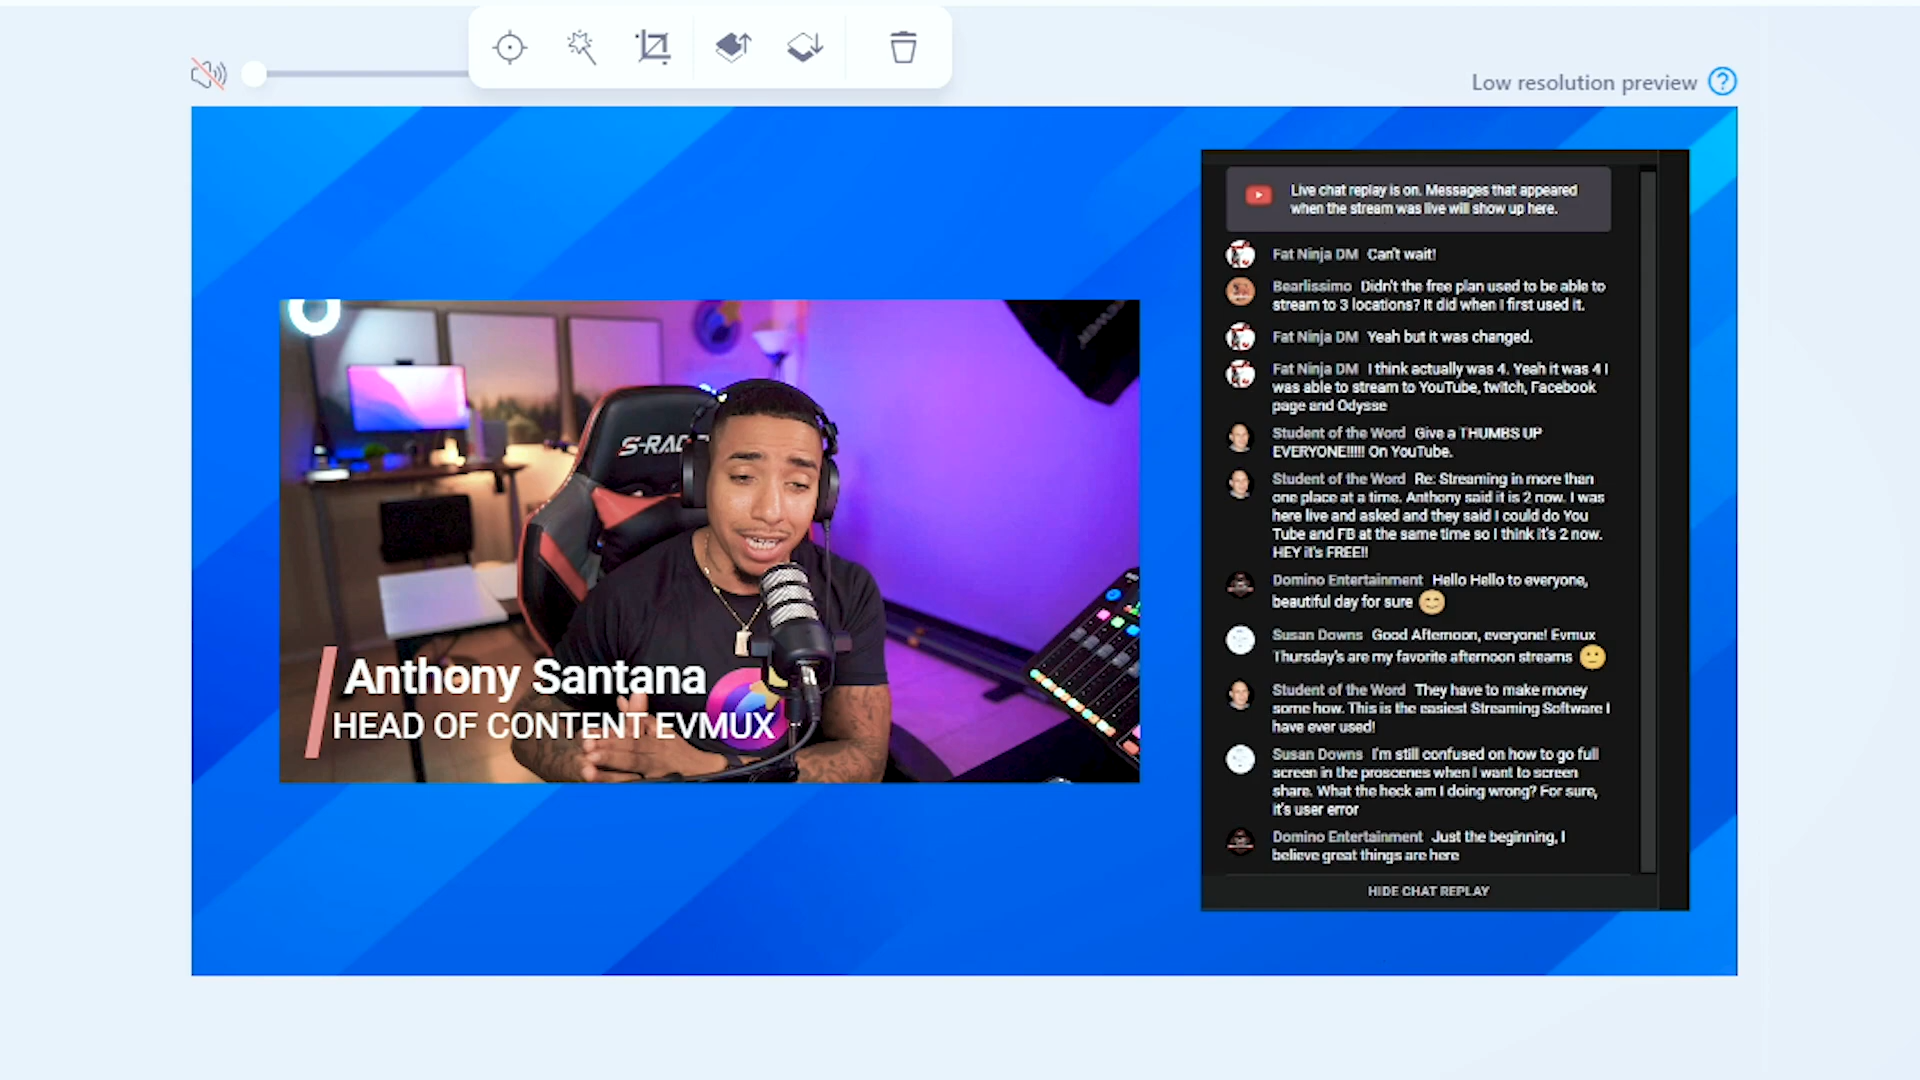 Low resolution preview ?
Live chat replay is on. Messages that appeared
when the stream was live will show up here.
Fat Ninja DM Can't wait!
Bearlissimo Didn't the free plan used to be able to
stream to 3 locations? It did when I first used it.
Fat Ninja DM Yeah but it was changed.
Fat Ninja DM I think actually was 4. Yeah it was 4 I
was able to stream to YouTube, twitch, Facebook
page and Odysse
Student of the Word Give a THUMBS UP
EVERYONE!!!!! On YouTube.
Student of the Word Re: Streaming in more than
one place at a time. Anthony said it is 2 now. I was
here live and asked and they said I could do You
Tube and FB at the same time so I think it's 2 now.
HEY it's FREE!!
Domino Entertainment Hello Hello to everyone,
beautiful day for sure 😊
Susan Downs Good Afternoon, everyone! Evmux
Thursday's are my favorite afternoon streams 🙂
Student of the Word They have to make money
some how. This is the easiest Streaming Software I
have ever used!
Susan Downs I'm still confused on how to go full
screen in the proscenes when I want to screen
share. What the heck am I doing wrong? For sure,
it's user error
Domino Entertainment Just the beginning, I
believe great things are here
HIDE CHAT REPLAY
S-RAC
Anthony Santana
HEAD OF CONTENT EVMUX